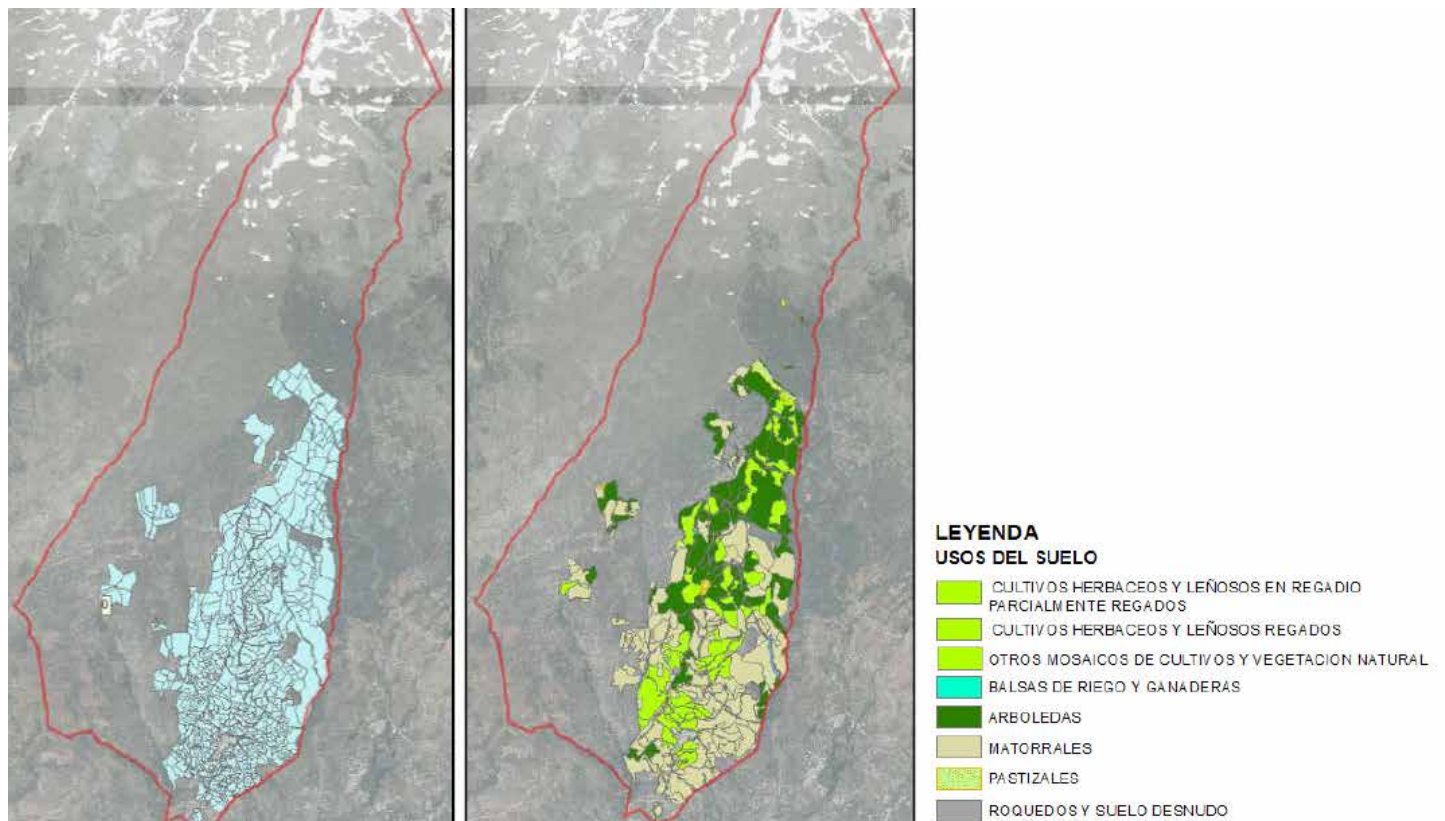 LEYENDA
USOS DEL SUELO
CULTIVOS HERBACEOS Y LEÑOSOS EN REGADIO
PARCIALMENTE REGADOS
CULTIVOS HERBACEOS Y LEÑOSOS REGADOS
OTROS MOSAICOS DE CULTIVOS Y VEGETACION NATURAL
BALSAS DE RIEGO Y GANADERAS
ARBOLEDAS
MATORRALES
PASTIZALES
ROQUEDOS Y SUELO DESNUDO